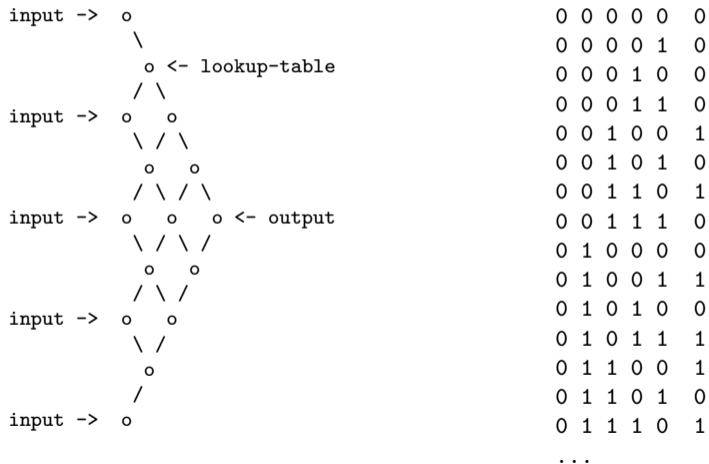 input -> o 0 0 0 0 0 0
\ 0 0 0 0 1 0
o <- lookup-table 0 0 0 1 0 0
/ \ 0 0 0 1 1 0
input -> o o 0 0 1 0 0 1
\ / \ 0 0 1 0 1 0
o o 0 0 1 1 0 1
/ \ / \ 0 0 1 1 1 0
input -> o o o <- output 0 1 0 0 0 0
\ / \ / 0 1 0 0 1 1
o o 0 1 0 1 0 0
/ \ / 0 1 0 1 1 1
input -> o o 0 1 1 0 0 1
\ / 0 1 1 0 1 0
o 0 1 1 1 0 1
/ ...
input -> o